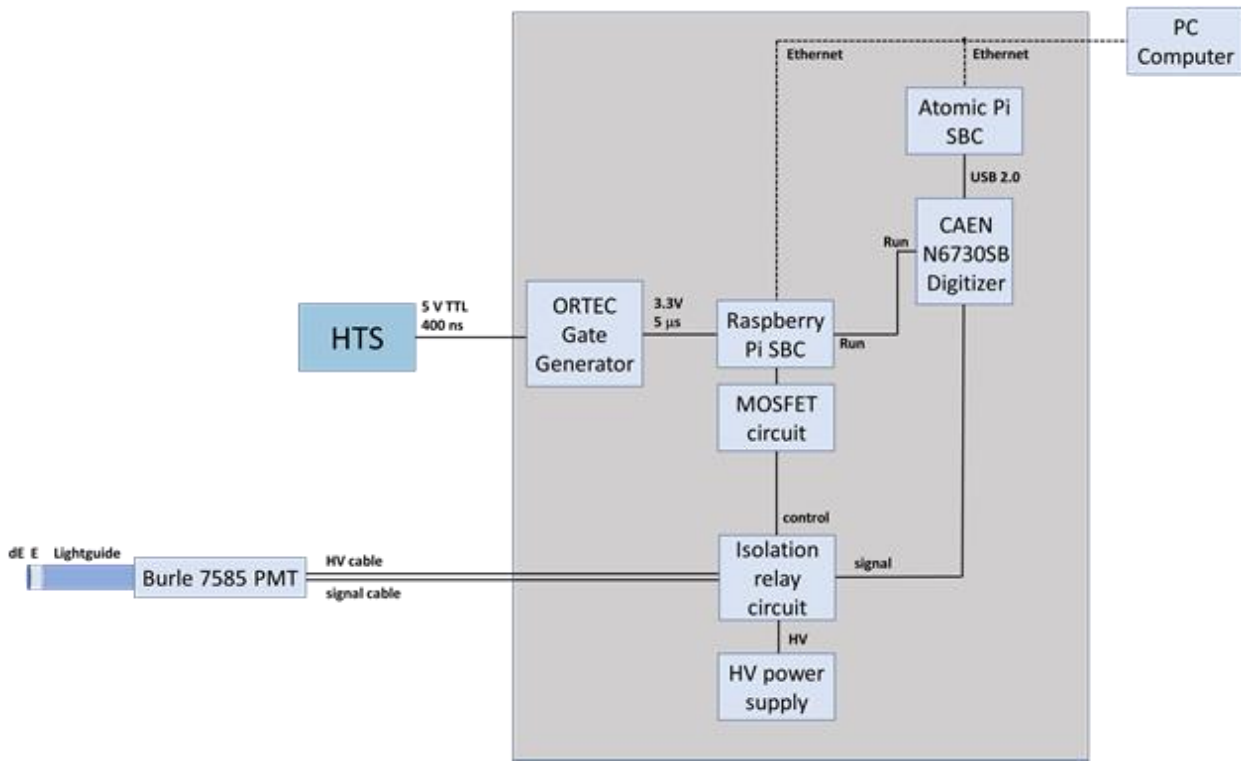 PC
Computer
Ethernet
Ethernet
Atomic Pi
SBC
USB 2.0
CAEN
N6730SB
Digitizer
Run
HTS
5 V TTL
400 ns
ORTEC
Gate
Generator
3.3V
5 μs
Raspberry
Pi SBC
Run
MOSFET
circuit
control
dE E Lightguide
Burle 7585 PMT
HV cable
signal cable
Isolation
relay
circuit
signal
HV
HV power
supply